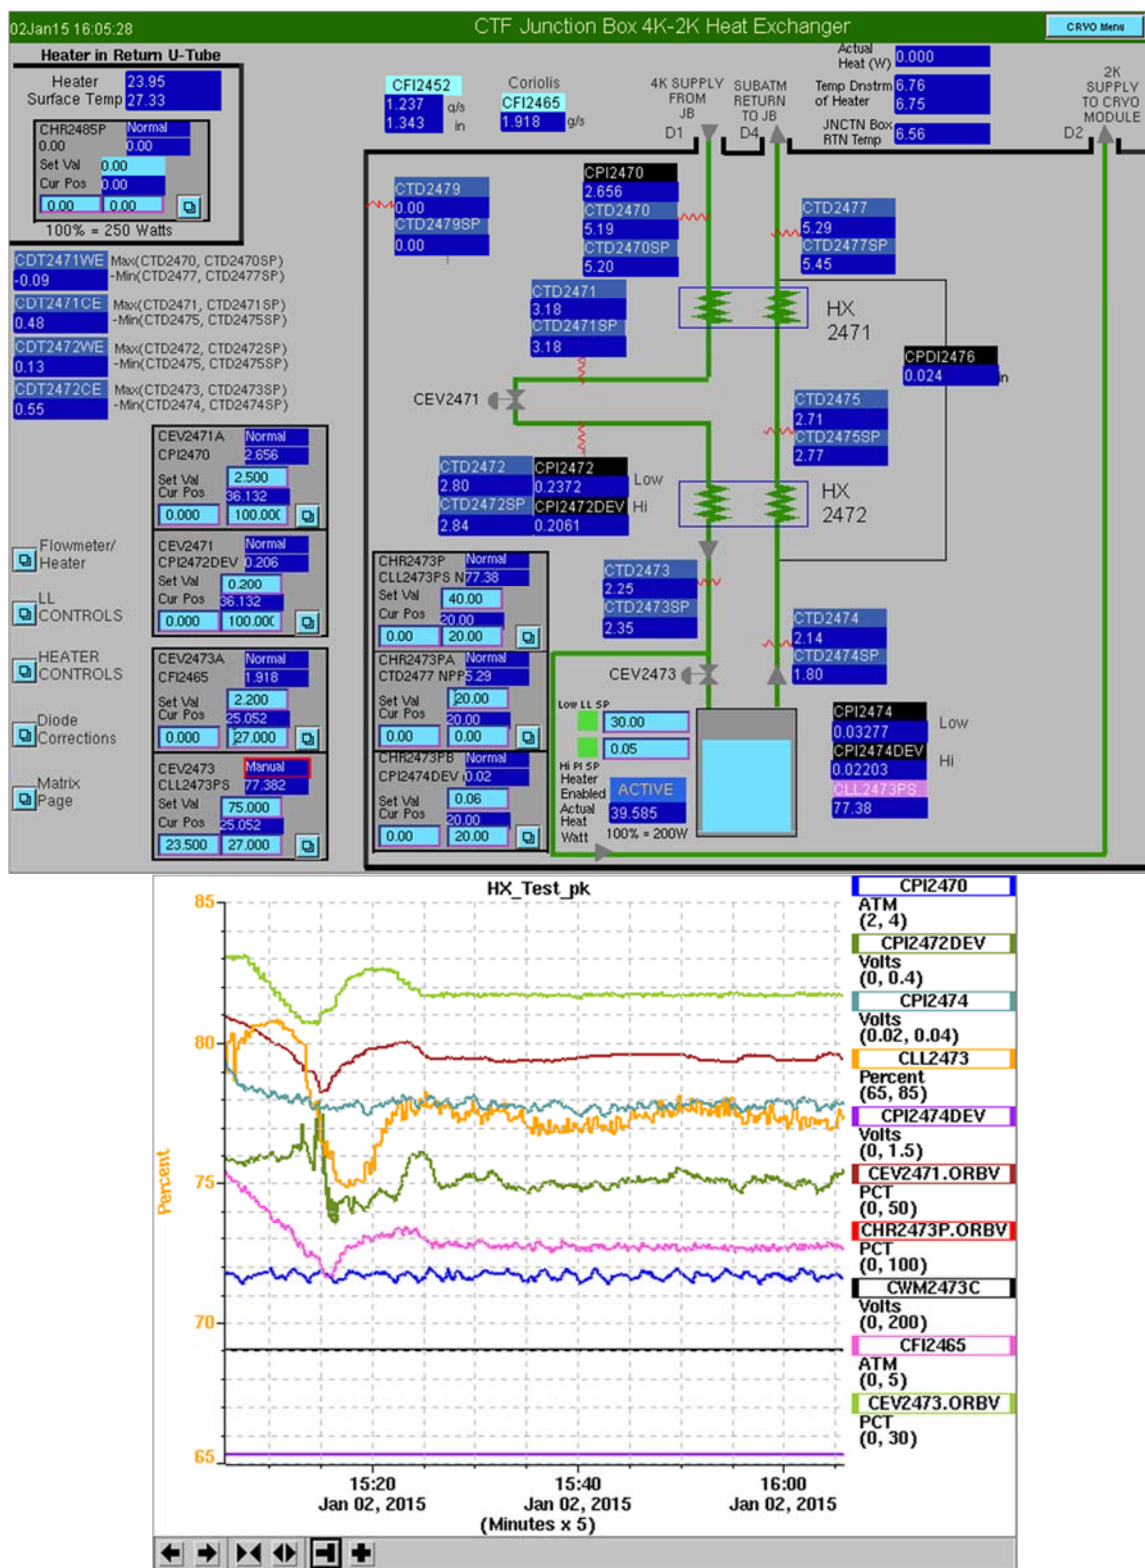 02Jan15 16:05:28
CTF Junction Box 4K-2K Heat Exchanger
CRYO Menu
Heater in Return U-Tube
Heater 23.95
Surface Temp 27.33
CHR2485P Normal
0.00 0.00
Set Val 0.00
Cur Pos 0.00
0.00 0.00
100% = 250 Watts
CFI2452
1.237 g/s
1.343 in
Coriolis
CFI2465
1.918 g/s
4K SUPPLY
FROM
JB
D1
SUBATM
RETURN
TO JB
D4
Actual
Heat (W) 0.000
Temp Dnstrm 6.76
of Heater 6.75
JNCTN Box
RTN Temp 6.56
2K
SUPPLY
TO CRYO
MODULE
D2
CDT2471WE Max(CTD2470, CTD2470SP)
-0.09 -Min(CTD2477, CTD2477SP)
CDT2471CE Max(CTD2471, CTD2471SP)
0.48 -Min(CTD2475, CTD2475SP)
CDT2472WE Max(CTD2472, CTD2472SP)
0.13 -Min(CTD2475, CTD2475SP)
CDT2472CE Max(CTD2473, CTD2473SP)
0.55 -Min(CTD2474, CTD2474SP)
CTD2479
0.00
CTD2479SP
0.00
CPI2470
2.656
CTD2470
5.19
CTD2470SP
5.20
CTD2477
5.29
CTD2477SP
5.45
CTD2471
3.18
CTD2471SP
3.18
HX
2471
CPDI2476
0.024 in
CEV2471
CTD2475
2.71
CTD2475SP
2.77
CTD2472
2.80
CTD2472SP
2.84
CPI2472
0.2372 Low
CPI2472DEV Hi
0.2061
HX
2472
CEV2471A Normal
CPI2470 2.656
Set Val 2.500
Cur Pos 36.132
0.000 100.000
CEV2471 Normal
CPI2472DEV 0.206
Set Val 0.200
Cur Pos 36.132
0.000 100.000
CEV2473A Normal
CFI2465 1.918
Set Val 2.200
Cur Pos 25.052
0.000 27.000
CEV2473 Manual
CLL2473PS 77.382
Set Val 75.000
Cur Pos 25.052
23.500 27.000
Flowmeter/
Heater
LL
CONTROLS
HEATER
CONTROLS
Diode
Corrections
Matrix
Page
CHR2473P Normal
CLL2473PS N 77.38
Set Val 40.00
Cur Pos 20.00
0.00 20.00
CHR2473PA Normal
CTD2477 NPP 5.29
Set Val 20.00
Cur Pos 20.00
0.00 0.00
CHR2473PB Normal
CPI2474DEV 0.02
Set Val 0.06
Cur Pos 20.00
0.00 20.00
CTD2473
2.25
CTD2473SP
2.35
CTD2474
2.14
CTD2474SP
1.80
CEV2473
Low LL SP
30.00
0.05
Hi PI SP
Heater
Enabled ACTIVE
Actual
Heat 39.585
Watt 100% = 200W
CPI2474
0.03277 Low
CPI2474DEV
0.02203 Hi
CLL2473PS
77.38
HX_Test_pk
85
80
75
70
65
Percent
15:20
Jan 02, 2015
15:40
Jan 02, 2015
16:00
Jan 02, 2015
(Minutes x 5)
CPI2470
ATM
(2, 4)
CPI2472DEV
Volts
(0, 0.4)
CPI2474
Volts
(0.02, 0.04)
CLL2473
Percent
(65, 85)
CPI2474DEV
Volts
(0, 1.5)
CEV2471.ORBV
PCT
(0, 50)
CHR2473P.ORBV
PCT
(0, 100)
CWM2473C
Volts
(0, 200)
CFI2465
ATM
(0, 5)
CEV2473.ORBV
PCT
(0, 30)